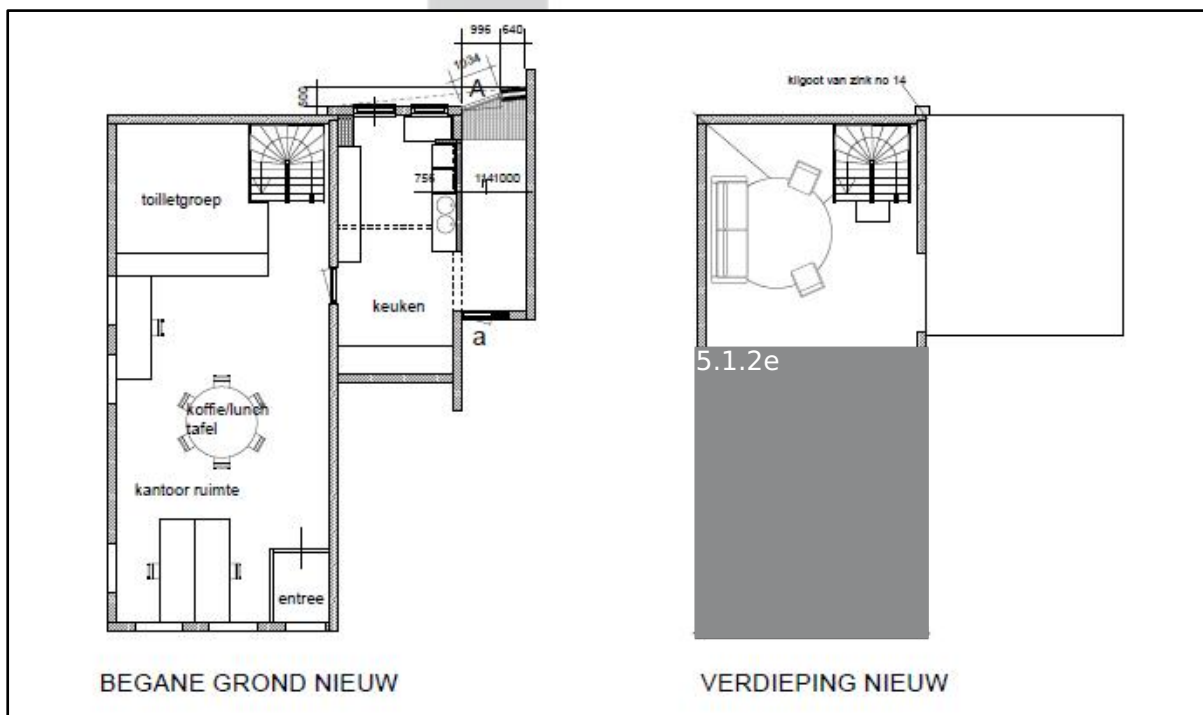 996 640
1034
A
500
kilgoot van zink no 14
toilletgroep
756
1141000
keuken
a
5.1.2e
koffie/lunch
tafel
kantoor ruimte
entree
BEGANE GROND NIEUW
VERDIEPING NIEUW